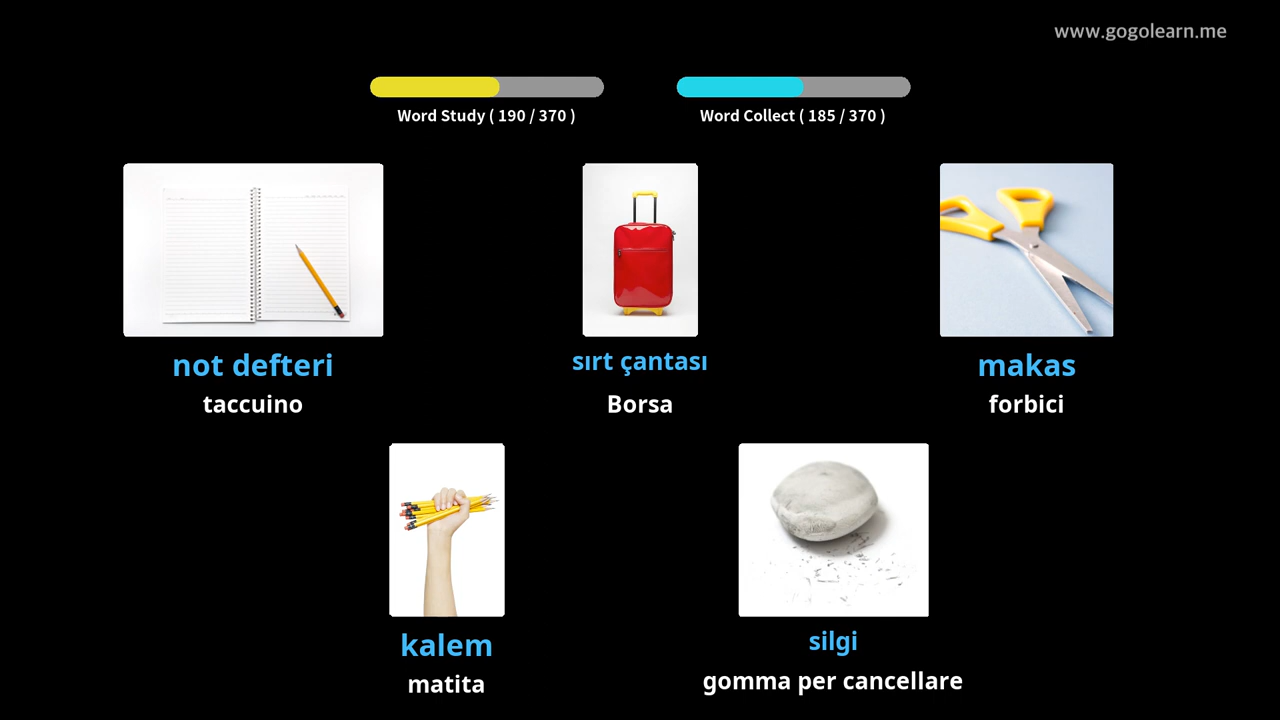 www.gogolearn.me
Word Study ( 190 / 370 )
Word Collect ( 185 / 370 )
not defteri
taccuino
sırt çantası
Borsa
makas
forbici
kalem
matita
silgi
gomma per cancellare